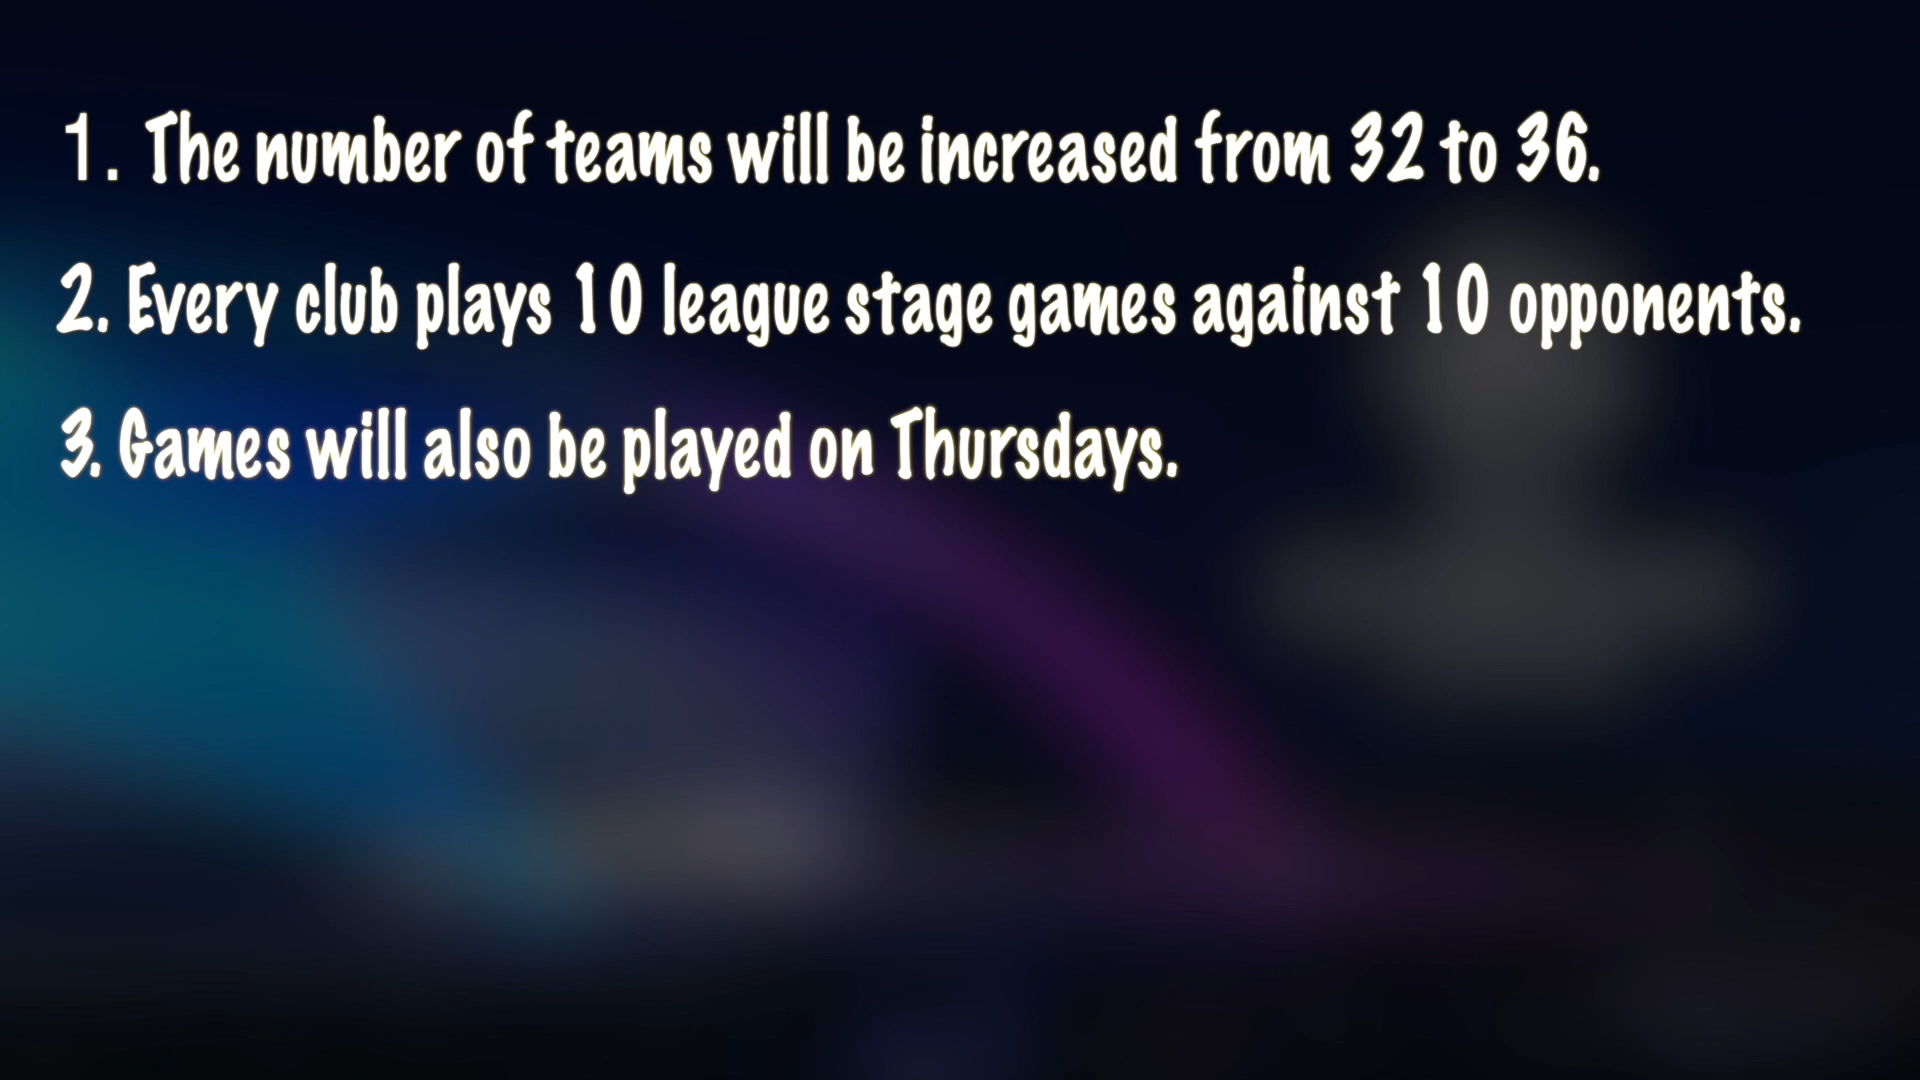 1. The number of teams will be increased from 32 to 36.
2. Every club plays 10 league stage games against 10 opponents.
3. Games will also be played on Thursdays.